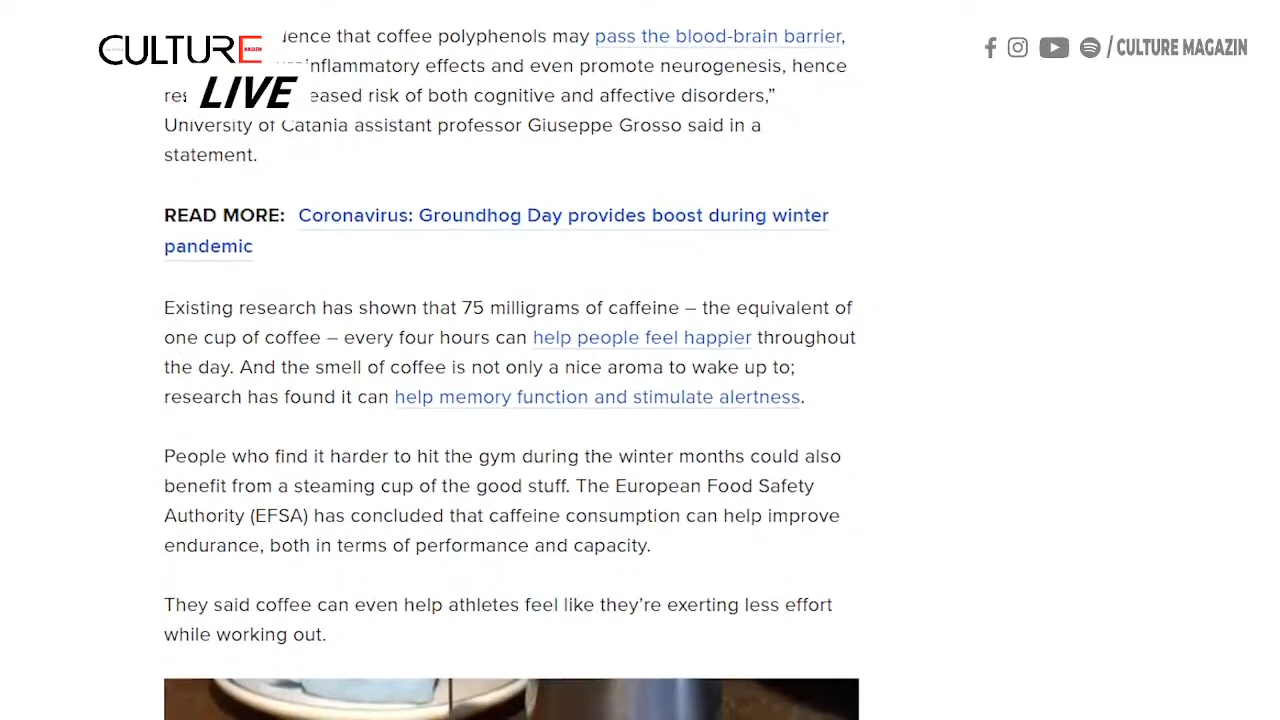 CULTURE
MAGAZIN
LIVE
/ CULTURE MAGAZIN
that coffee polyphenols may pass the blood-brain barrier,
effects and even promote neurogenesis, hence
risk of both cognitive and affective disorders,”
University of Catania assistant professor Giuseppe Grosso said in a
statement.
READ MORE: Coronavirus: Groundhog Day provides boost during winter
pandemic
Existing research has shown that 75 milligrams of caffeine – the equivalent of
one cup of coffee – every four hours can help people feel happier throughout
the day. And the smell of coffee is not only a nice aroma to wake up to;
research has found it can help memory function and stimulate alertness.
People who find it harder to hit the gym during the winter months could also
benefit from a steaming cup of the good stuff. The European Food Safety
Authority (EFSA) has concluded that caffeine consumption can help improve
endurance, both in terms of performance and capacity.
They said coffee can even help athletes feel like they’re exerting less effort
while working out.